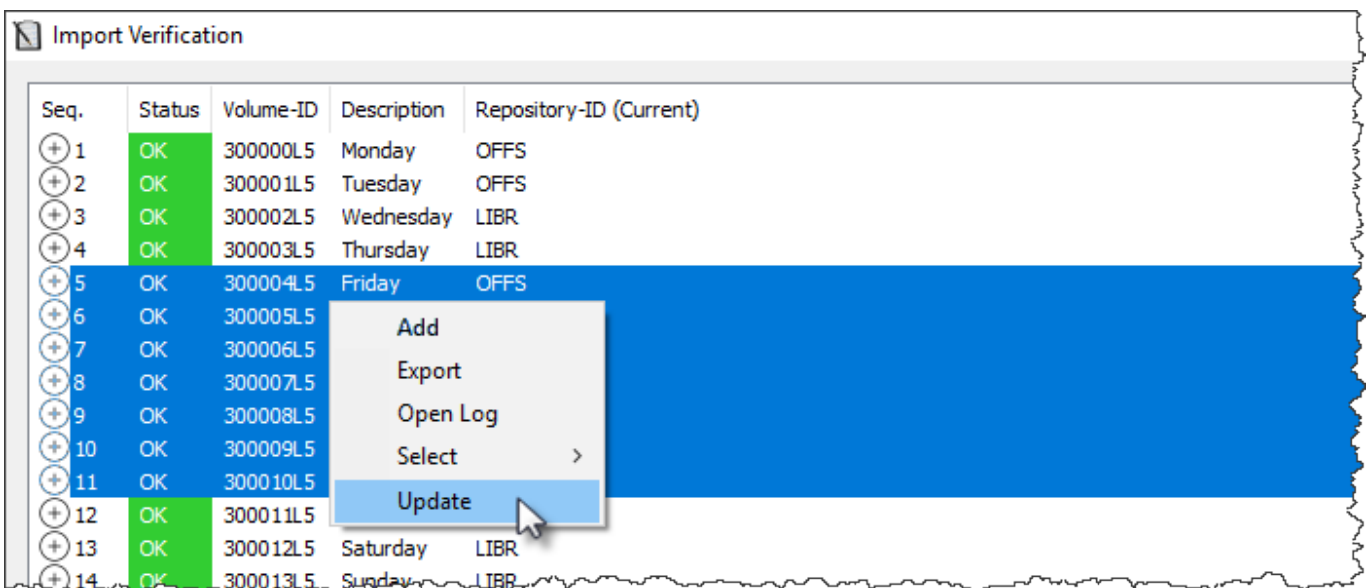 Import Verification
Seq. Status Volume-ID Description Repository-ID (Current)
1 OK 300000L5 Monday OFFS
2 OK 300001L5 Tuesday OFFS
3 OK 300002L5 Wednesday LIBR
4 OK 300003L5 Thursday LIBR
5 OK 300004L5 Friday OFFS
6 OK 300005L5
Add
7 OK 300006L5
Export
8 OK 300007L5
9 OK 300008L5
Open Log
10 OK 300009L5
Select
11 OK 300010L5
Update
12 OK 300011L5
13 OK 300012L5 Saturday LIBR
14 OK 300013L5 Sunday LIBR